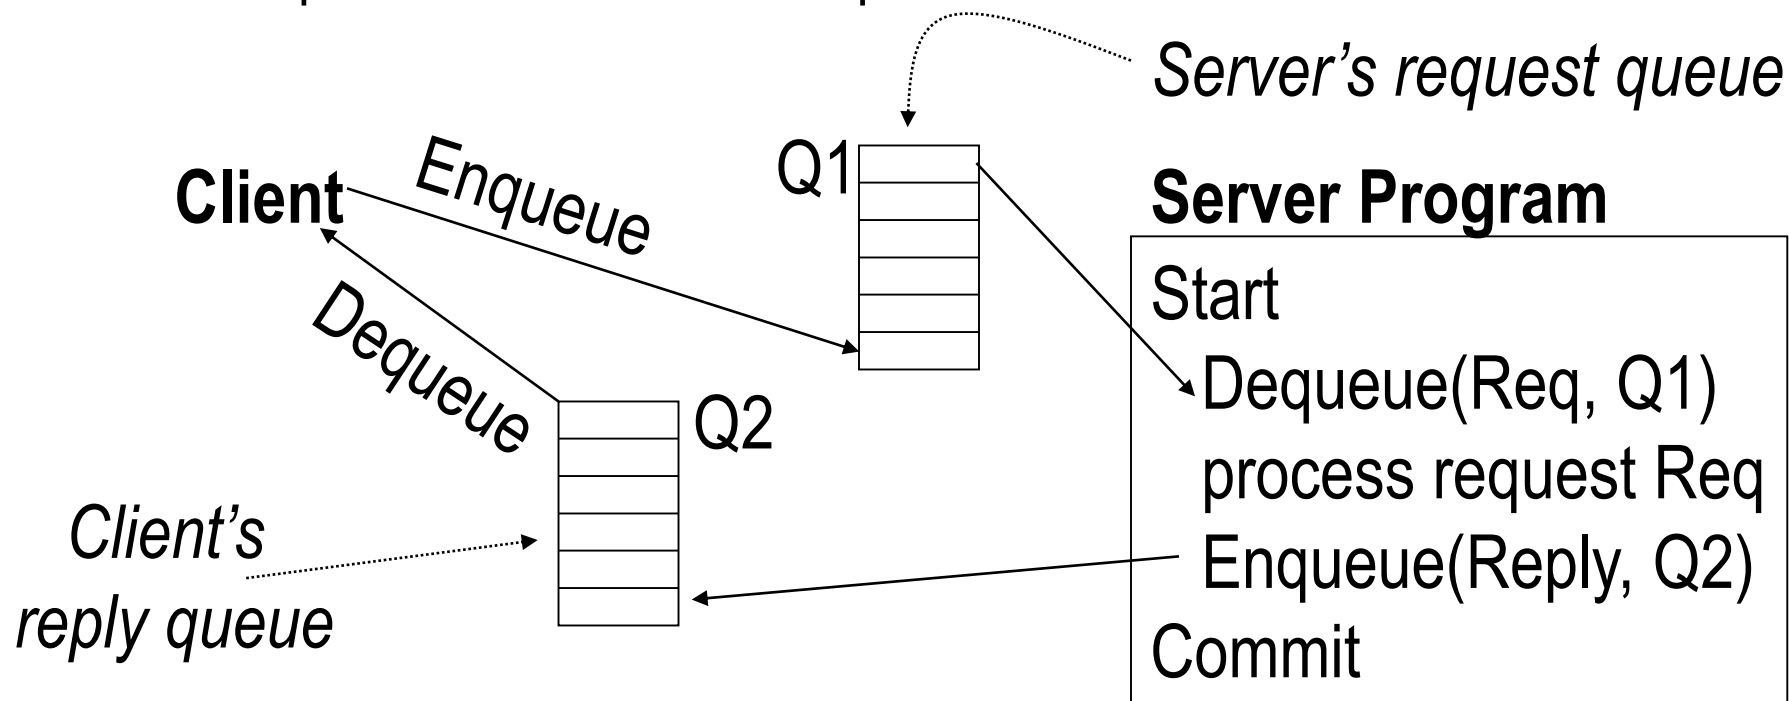 Server’s request queue
Client
Enqueue
Q1
Server Program
Start
Dequeue
Dequeue(Req, Q1)
Q2
process request Req
Client’s
reply queue
Enqueue(Reply, Q2)
Commit